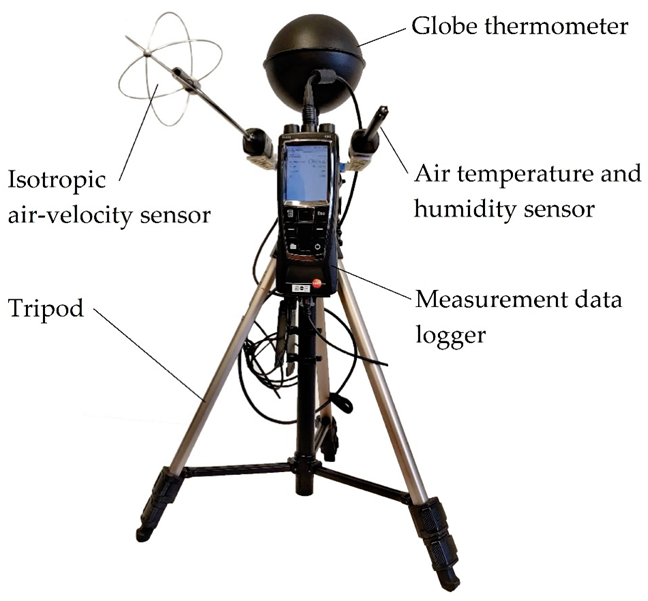 Globe thermometer
Isotropic
air-velocity sensor
Air temperature and
humidity sensor
Tripod
Measurement data
logger